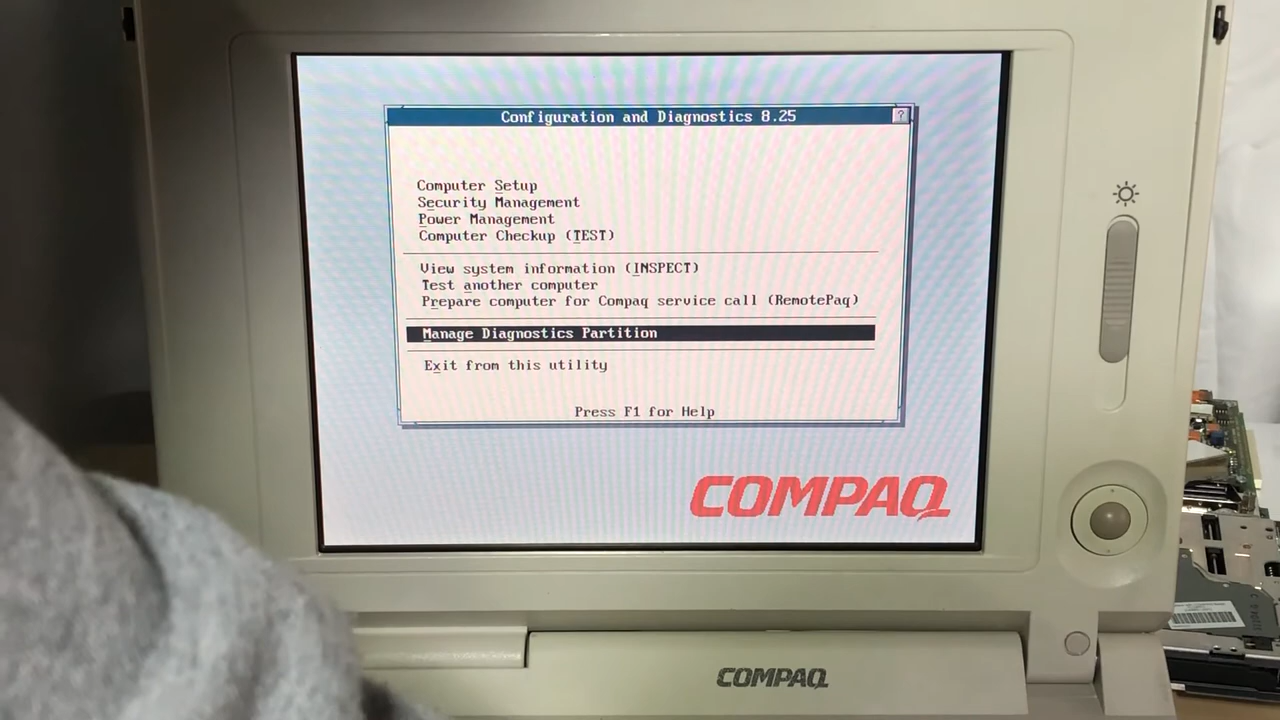 Configuration and Diagnostics 8.25
?
Computer Setup
Security Management
Power Management
Computer Checkup (TEST)
View system information (INSPECT)
Test another computer
Prepare computer for Compaq service call (RemotePaq)
Manage Diagnostics Partition
Exit from this utility
Press F1 for Help
COMPAQ
COMPAQ